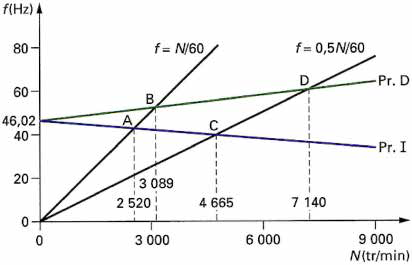 f(Hz)
f = N/60
f = 0,5N/60
80
60
46,02
40
20
0
A
B
C
D
Pr. D
Pr. I
3 089
2 520
4 665
7 140
0
3 000
6 000
9 000
N(tr/min)